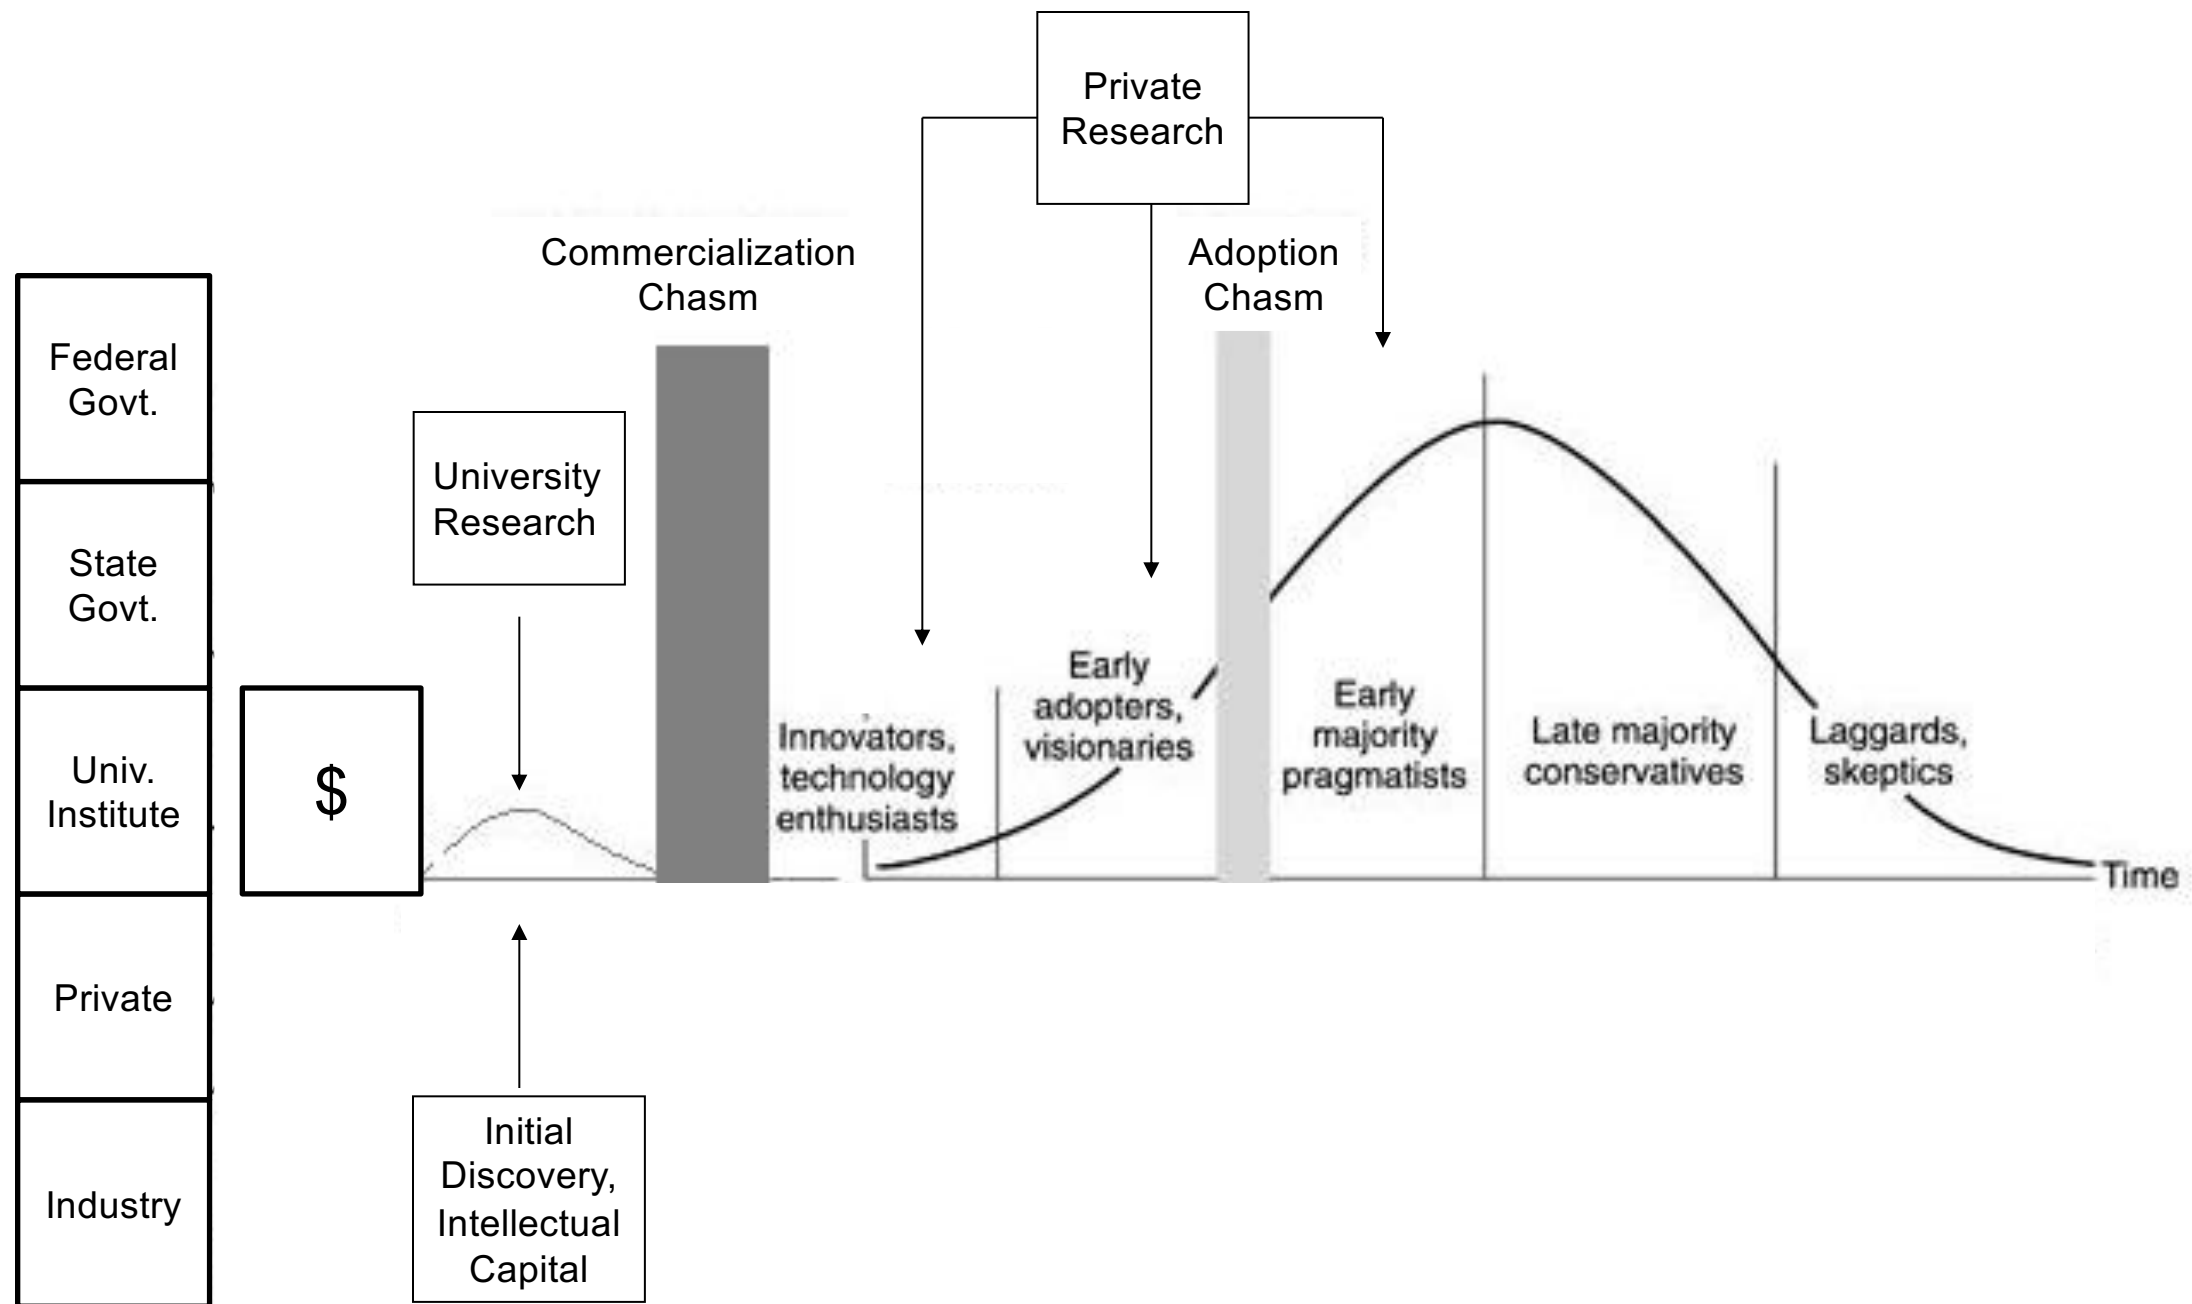 Private
Research
Commercialization
Chasm
Adoption
Chasm
Federal
Govt.
State
Govt.
Univ.
Institute
Private
Industry
$
University
Research
Initial
Discovery,
Intellectual
Capital
Innovators,
technology
enthusiasts
Early
adopters,
visionaries
Early
majority
pragmatists
Late majority
conservatives
Laggards,
skeptics
Time